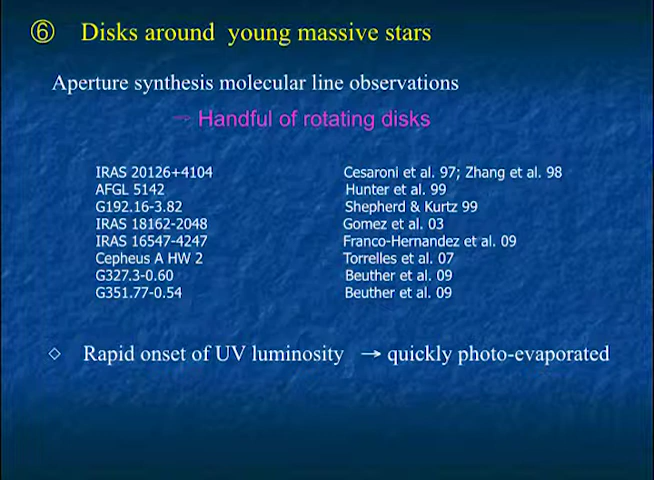 ⑥ Disks around young massive stars
Aperture synthesis molecular line observations
→ Handful of rotating disks
IRAS 20126+4104 Cesaroni et al. 97; Zhang et al. 98
AFGL 5142 Hunter et al. 99
G192.16-3.82 Shepherd & Kurtz 99
IRAS 18162-2048 Gomez et al. 03
IRAS 16547-4247 Franco-Hernandez et al. 09
Cepheus A HW 2 Torrelles et al. 07
G327.3-0.60 Beuther et al. 09
G351.77-0.54 Beuther et al. 09
◇ Rapid onset of UV luminosity → quickly photo-evaporated